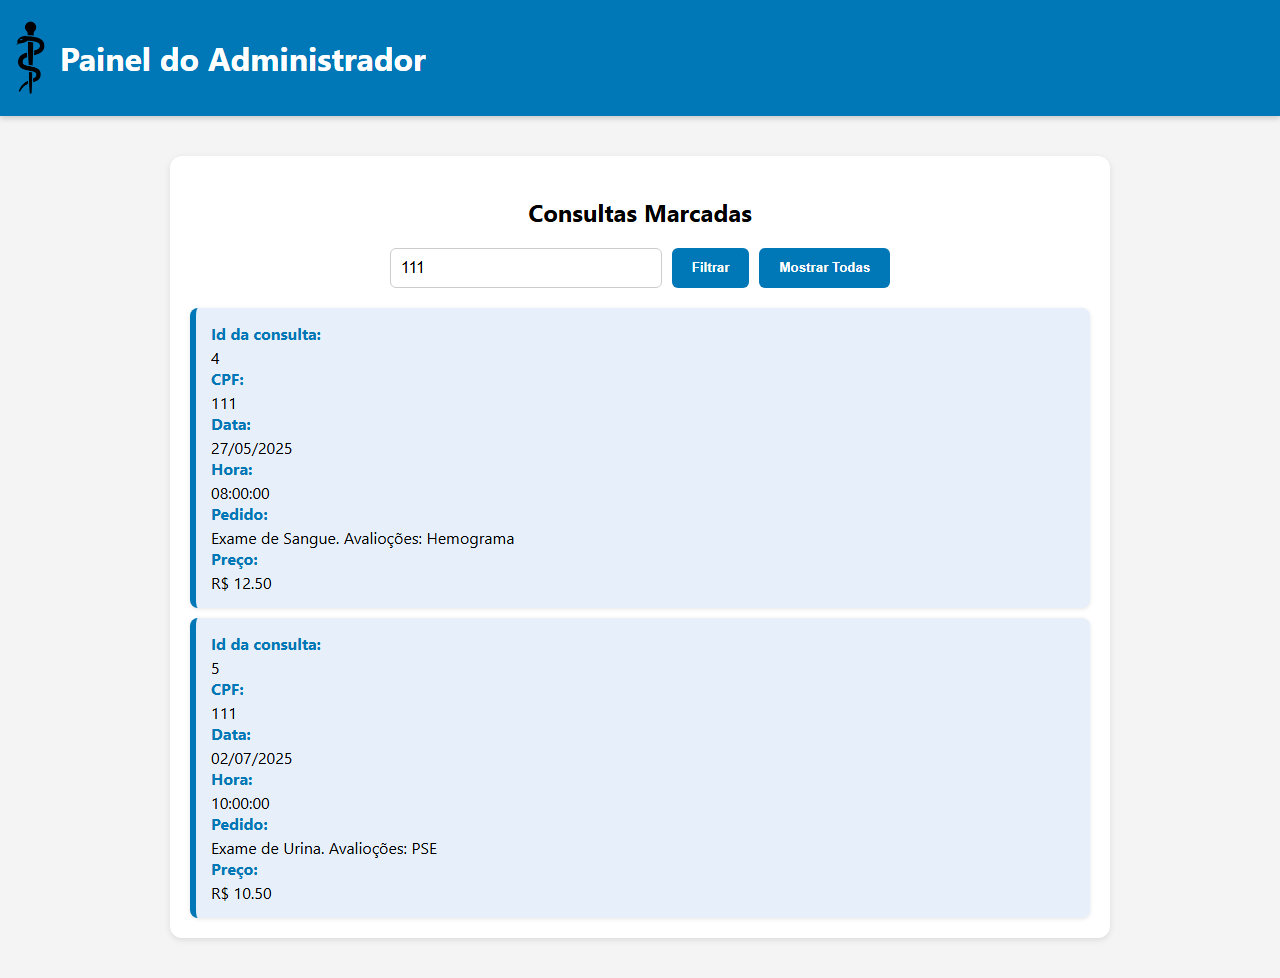 Painel do Administrador
Consultas Marcadas
111 Filtrar Mostrar Todas
Id da consulta:
4
CPF:
111
Data:
27/05/2025
Hora:
08:00:00
Pedido:
Exame de Sangue. Avalioções: Hemograma
Preço:
R$ 12.50
Id da consulta:
5
CPF:
111
Data:
02/07/2025
Hora:
10:00:00
Pedido:
Exame de Urina. Avalioções: PSE
Preço:
R$ 10.50